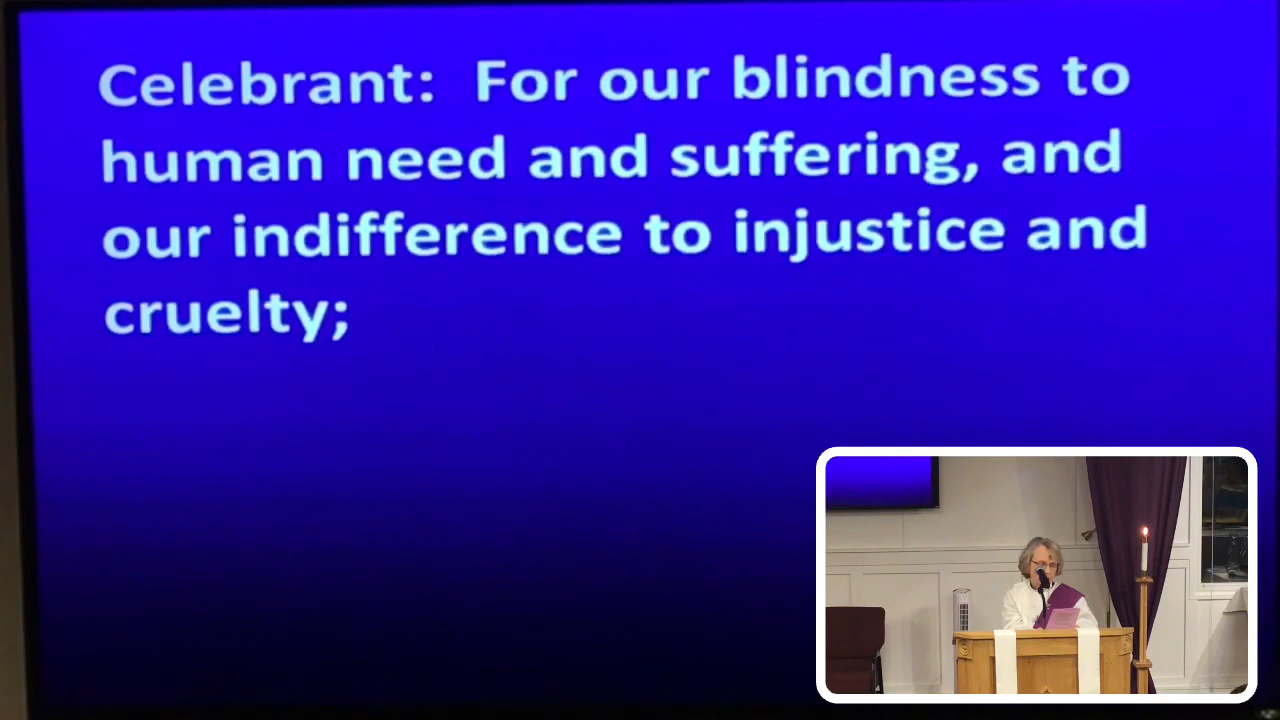 Celebrant: For our blindness to
human need and suffering, and
our indifference to injustice and
cruelty;